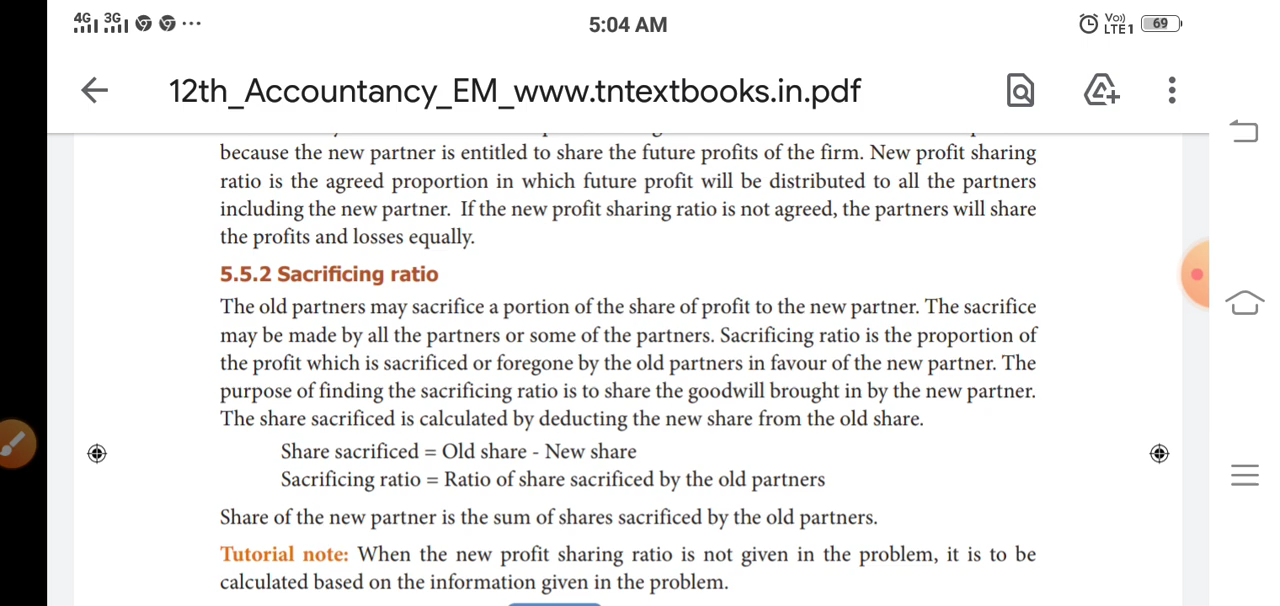 4G 3G ... 5:04 AM Vo)) LTE 1 69
12th_Accountancy_EM_www.tntextbooks.in.pdf
because the new partner is entitled to share the future profits of the firm. New profit sharing
ratio is the agreed proportion in which future profit will be distributed to all the partners
including the new partner. If the new profit sharing ratio is not agreed, the partners will share
the profits and losses equally.
5.5.2 Sacrificing ratio
The old partners may sacrifice a portion of the share of profit to the new partner. The sacrifice
may be made by all the partners or some of the partners. Sacrificing ratio is the proportion of
the profit which is sacrificed or foregone by the old partners in favour of the new partner. The
purpose of finding the sacrificing ratio is to share the goodwill brought in by the new partner.
The share sacrificed is calculated by deducting the new share from the old share.
Share sacrificed = Old share - New share
Sacrificing ratio = Ratio of share sacrificed by the old partners
Share of the new partner is the sum of shares sacrificed by the old partners.
Tutorial note: When the new profit sharing ratio is not given in the problem, it is to be
calculated based on the information given in the problem.